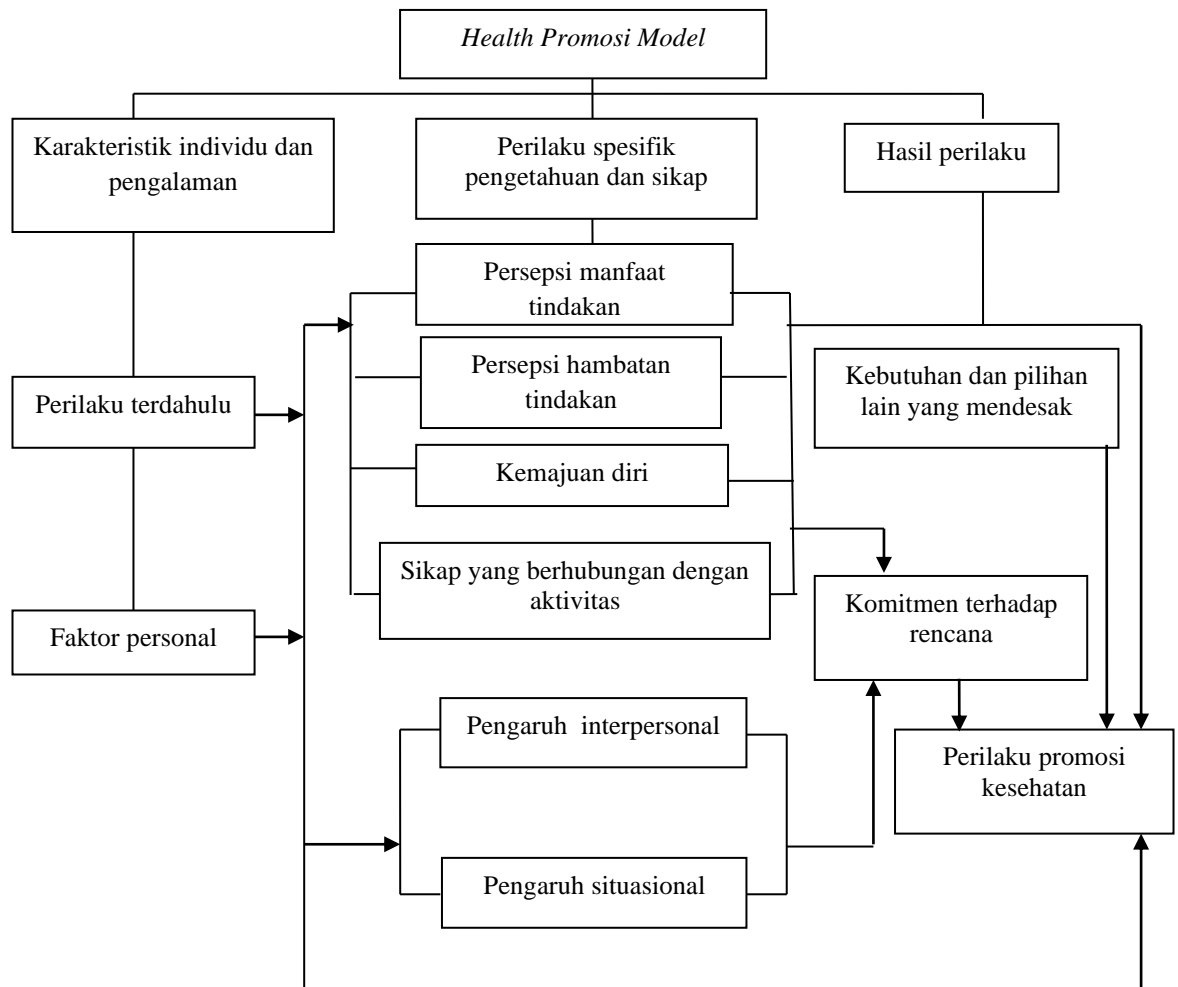 Health Promosi Model
Karakteristik individu dan
pengalaman
Perilaku spesifik
pengetahuan dan sikap
Hasil perilaku
Persepsi manfaat
tindakan
Persepsi hambatan
tindakan
Kebutuhan dan pilihan
lain yang mendesak
Perilaku terdahulu
Kemajuan diri
Sikap yang berhubungan dengan
aktivitas
Komitmen terhadap
rencana
Faktor personal
Pengaruh interpersonal
Perilaku promosi
kesehatan
Pengaruh situasional